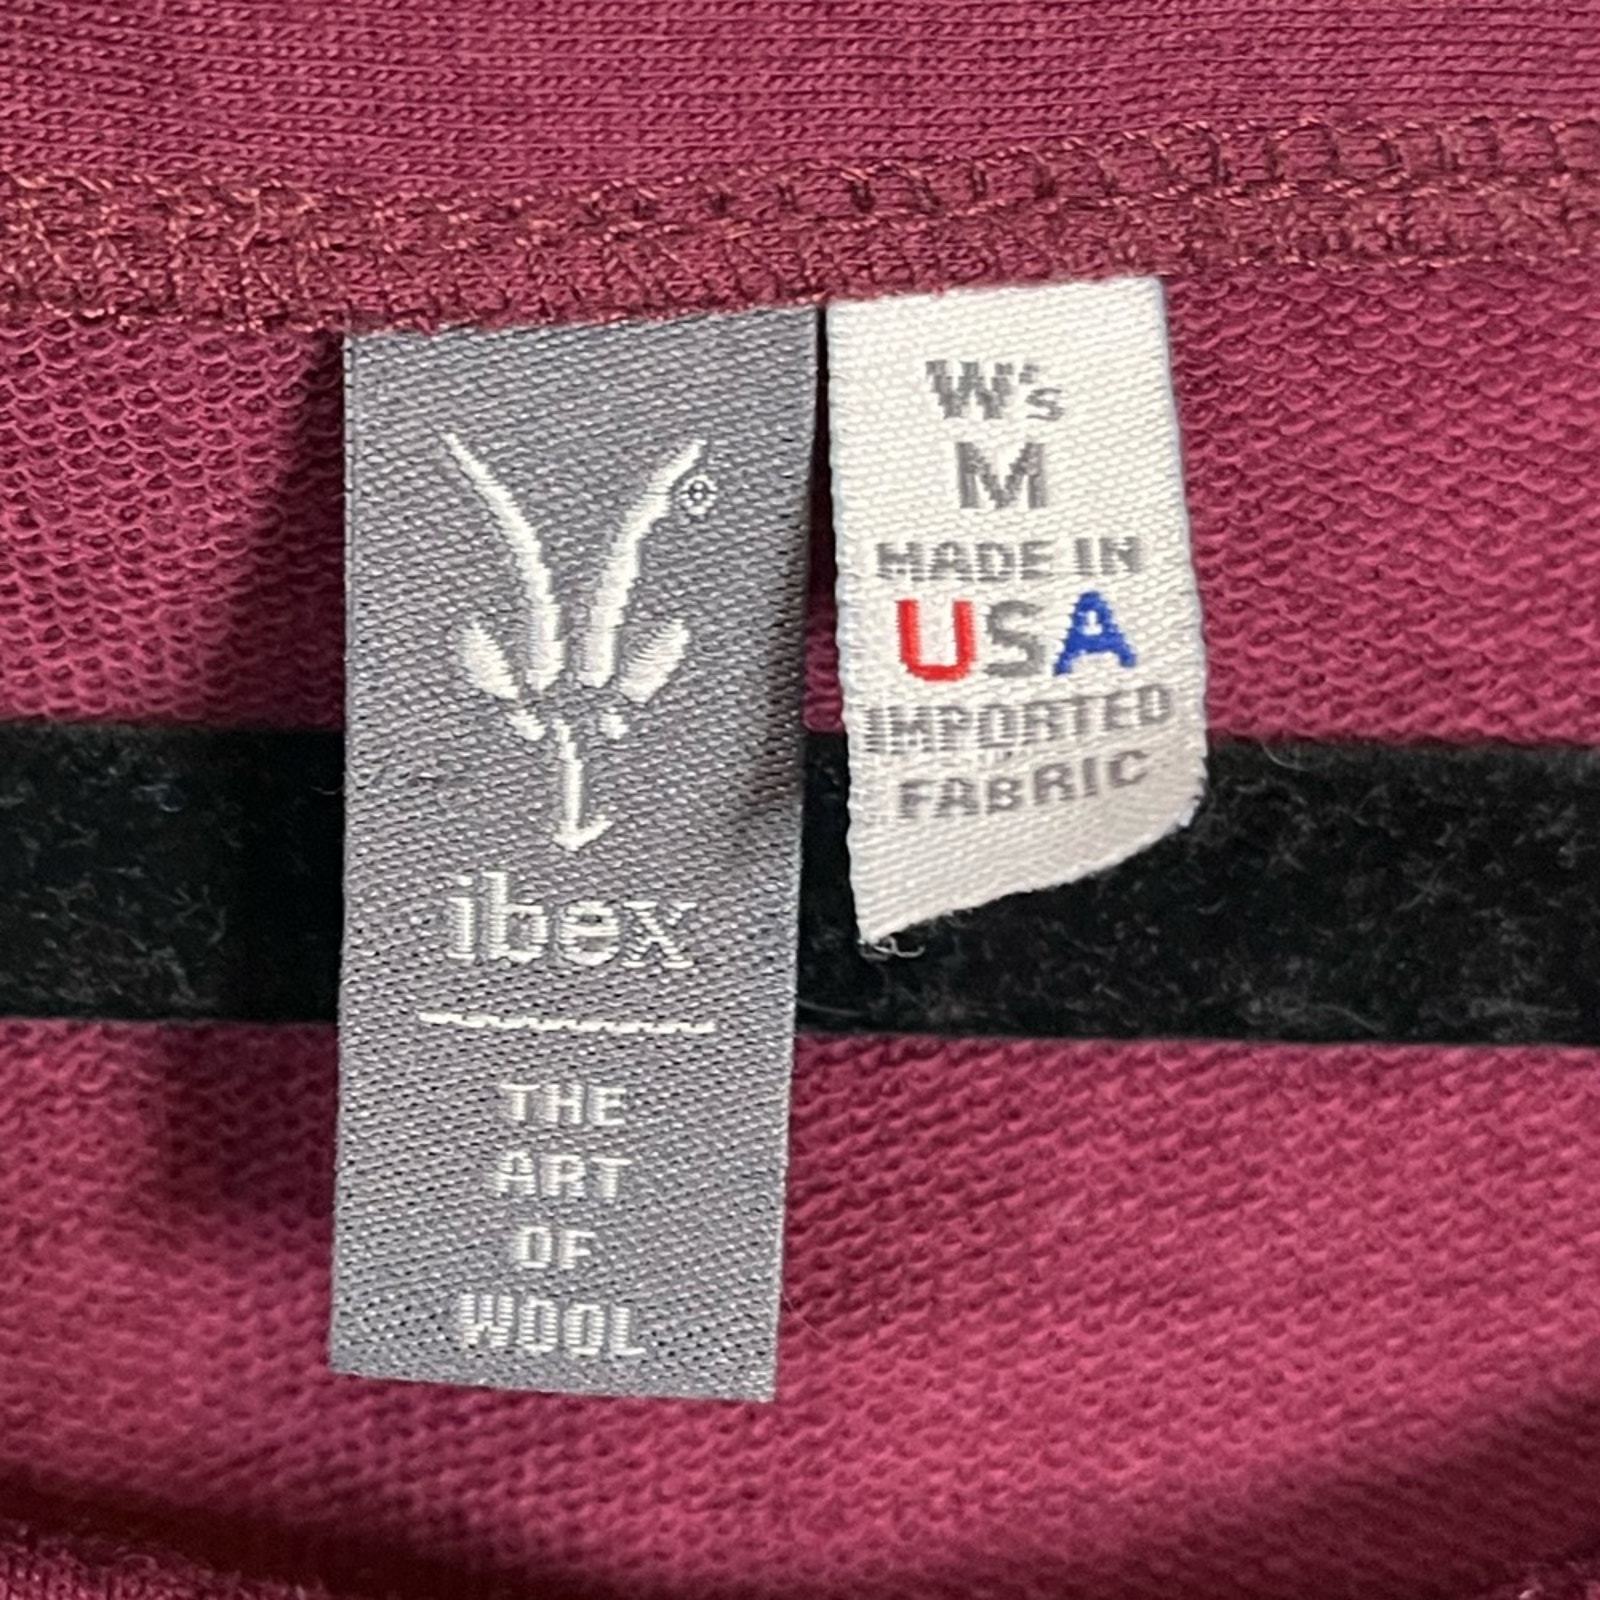 ibex
THE
ART
OF
WOOL
W's
M
MADE IN
USA
IMPORTED
FABRIC